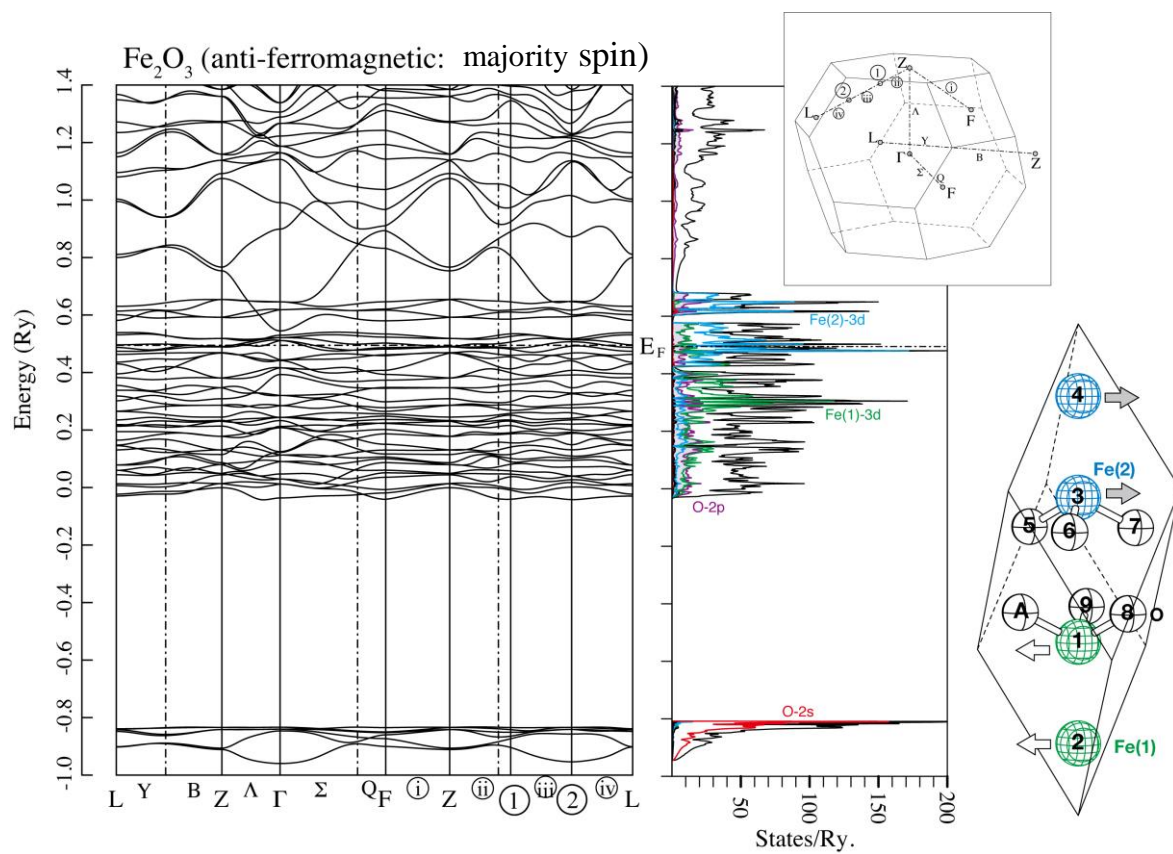 Fe2O3 (anti-ferromagnetic: majority spin)
Energy (Ry)
1.4
1.2
1.0
0.8
0.6
0.4
0.2
0.0
-0.2
-0.4
-0.6
-0.8
-1.0
L Y B Z Λ Γ Σ Q F ⓘ Z ⅱ ① ⅲ ② ⅳ L
EF
Fe(2)-3d
Fe(1)-3d
O-2p
O-2s
50 100 150 200
States/Ry.
Z
① ⅱ ⓘ
② ⅲ
L ⅳ
Λ
F
L Y
Γ B Z
Σ Q
F
4
Fe(2)
3
5 6 7
A 9 8 O
1
2 Fe(1)